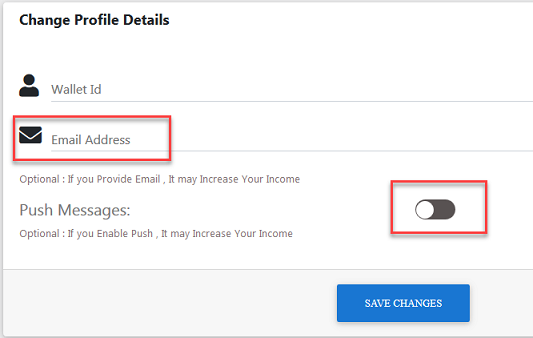 Change Profile Details
Wallet Id
Email Address
Optional : If you Provide Email , It may Increase Your Income
Push Messages:
Optional : If you Enable Push , It may Increase Your Income
SAVE CHANGES